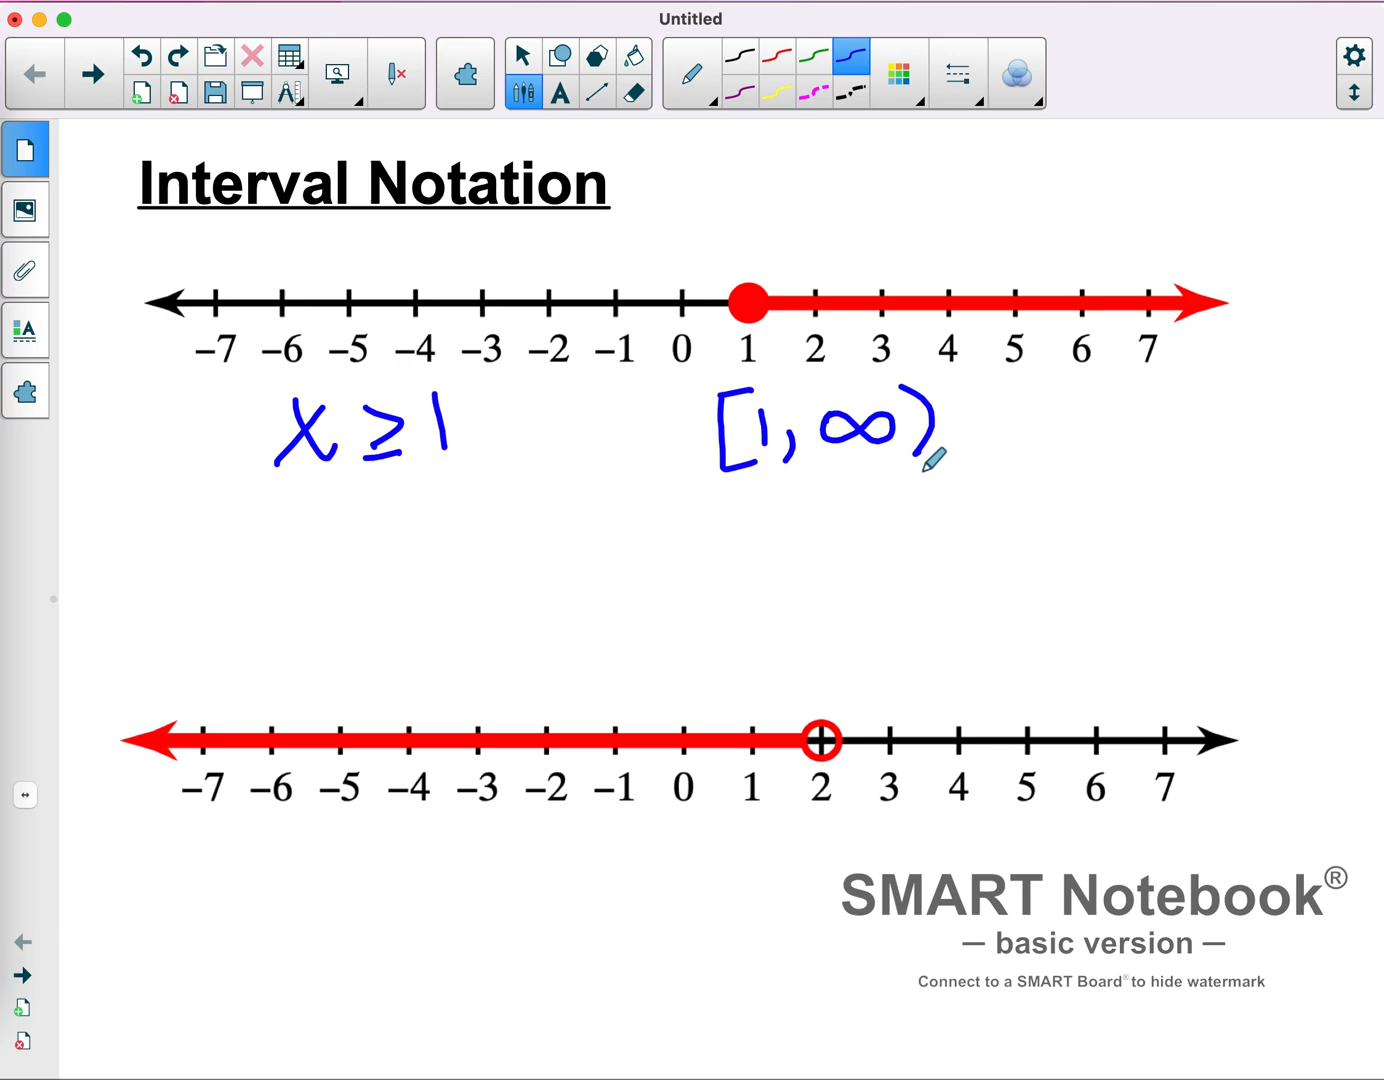 Untitled
Interval Notation
–7 –6 –5 –4 –3 –2 –1 0 1 2 3 4 5 6 7
x ≥ 1 [1, ∞)
–7 –6 –5 –4 –3 –2 –1 0 1 2 3 4 5 6 7
SMART Notebook®
— basic version —
Connect to a SMART Board® to hide watermark